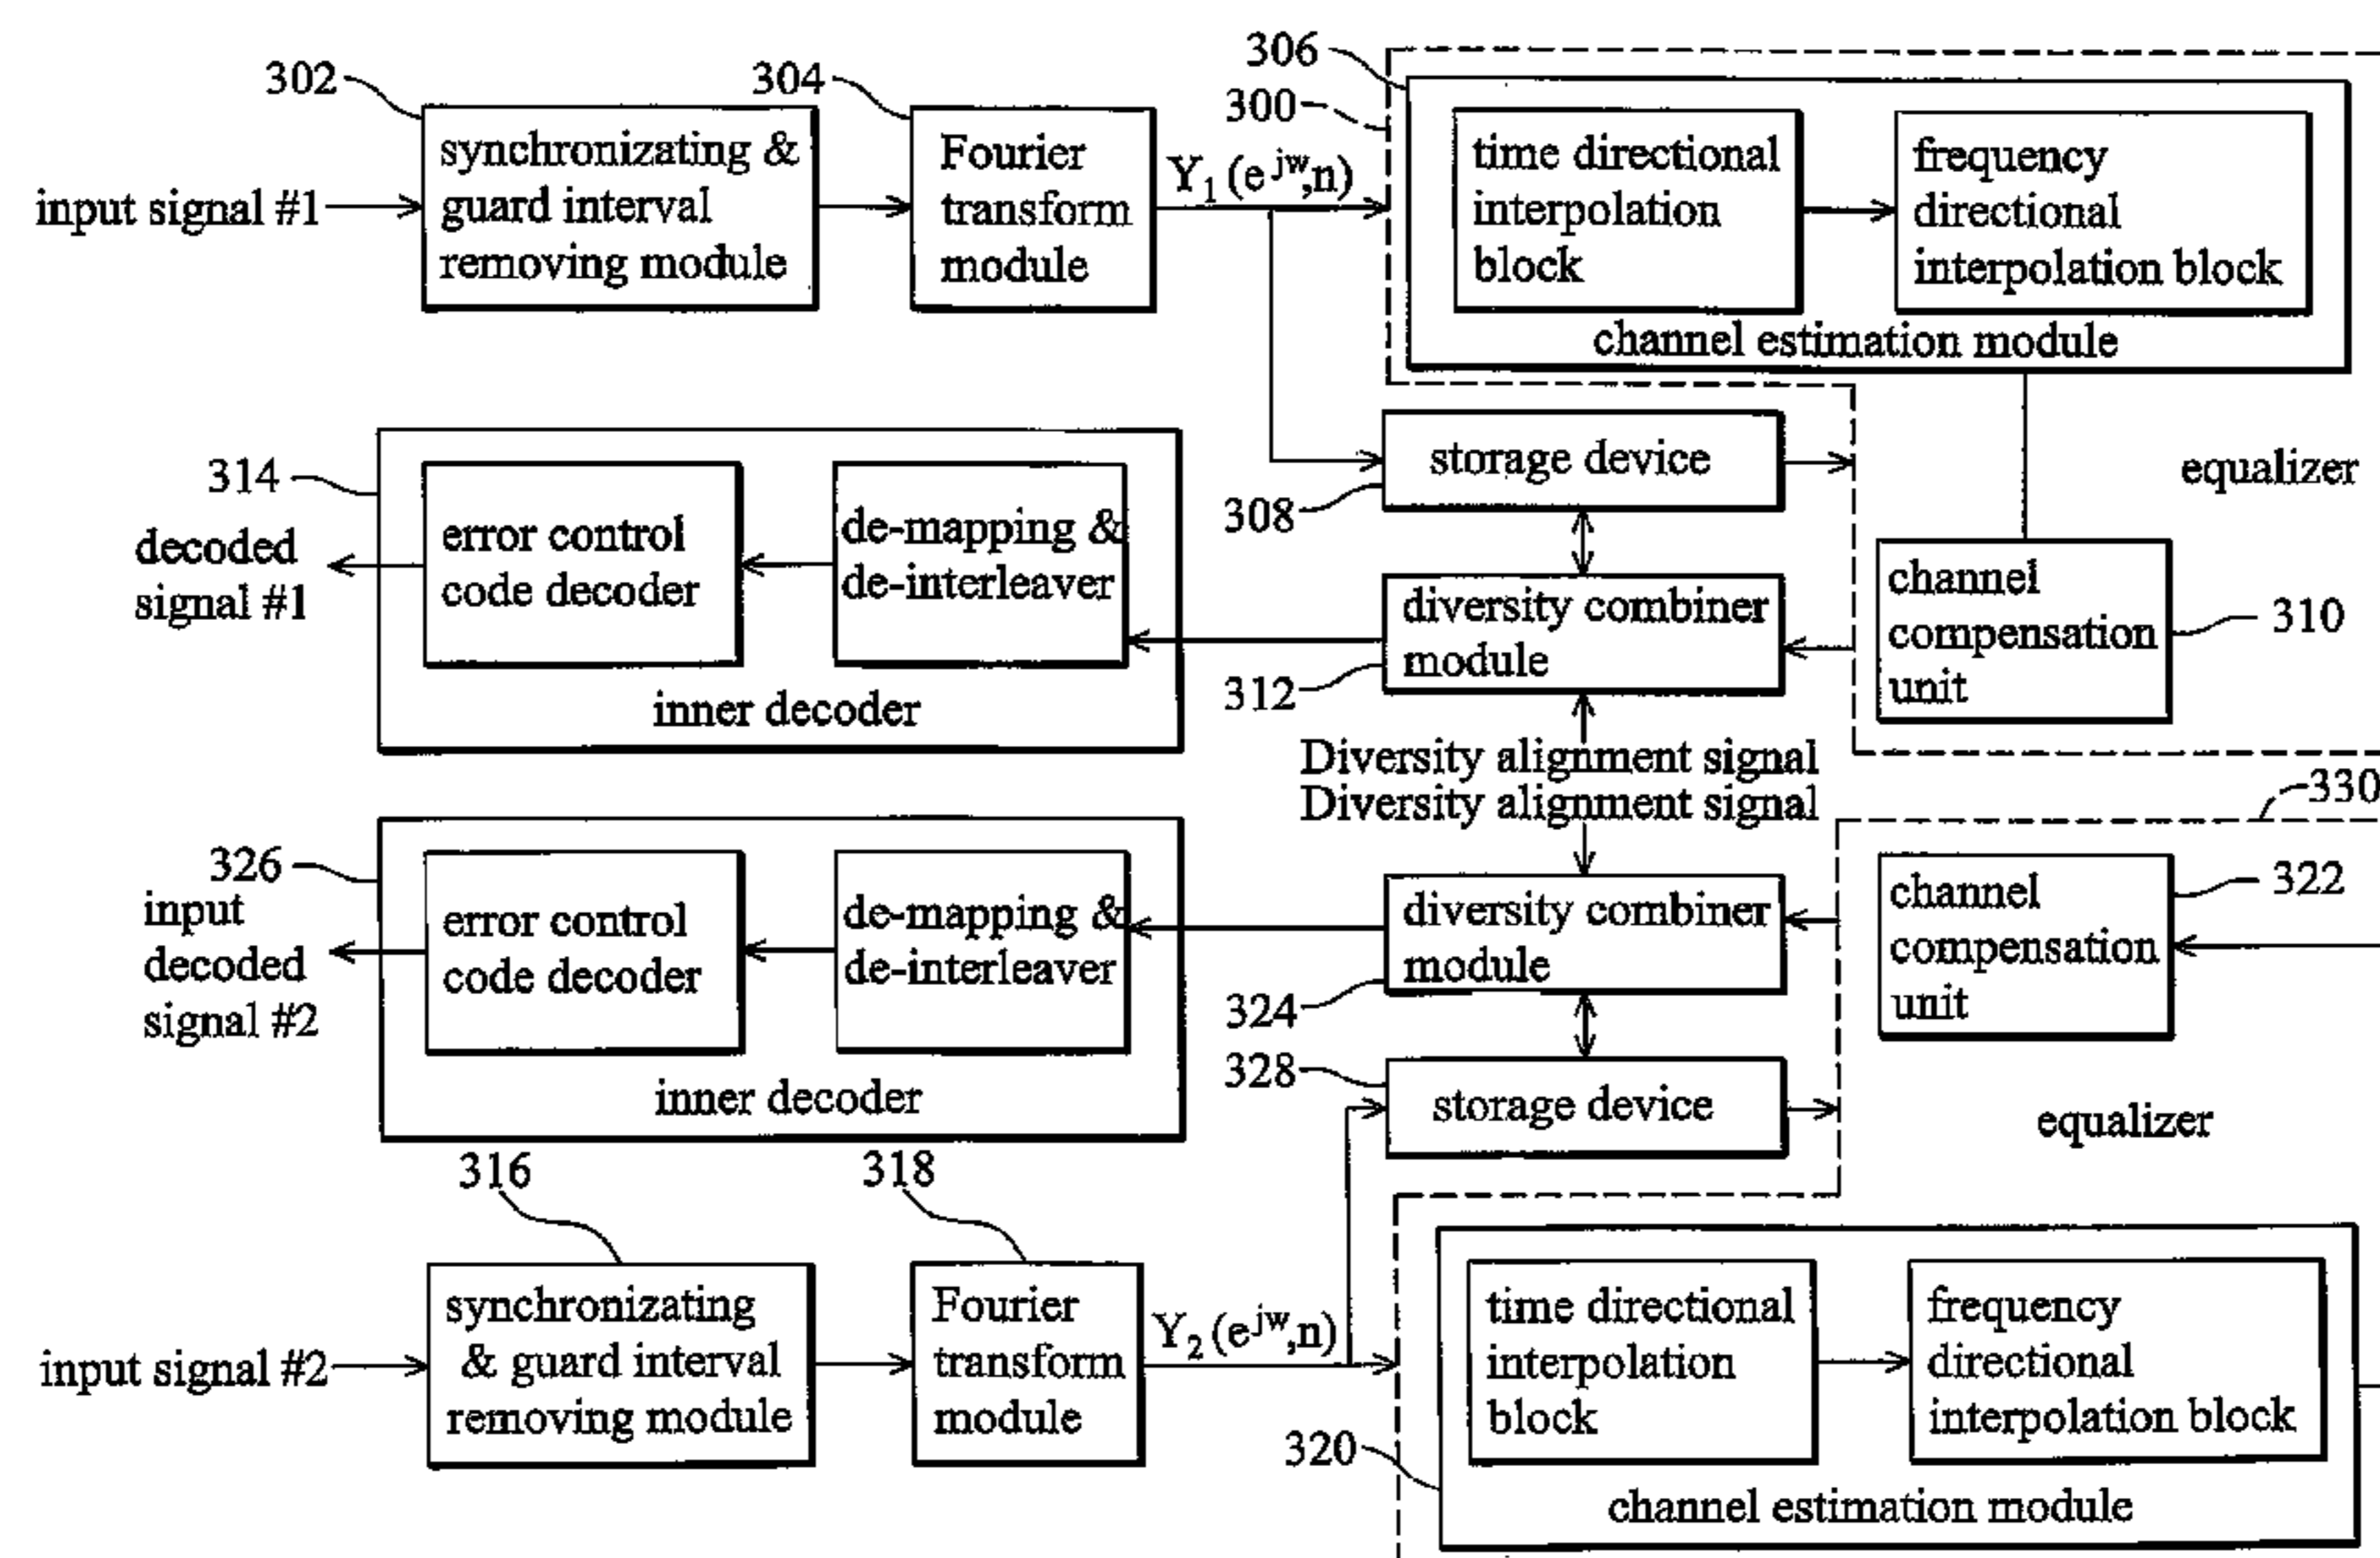 302
304
306
300
synchronizating &
guard interval
removing module
Fourier
transform
module
input signal #1
Y1 (e^jw,n)
time directional
interpolation
block
frequency
directional
interpolation block
channel estimation module
314
error control
code decoder
de-mapping &
de-interleaver
inner decoder
decoded
signal #1
storage device
308
equalizer
diversity combiner
module
312
channel
compensation
unit
310
Diversity alignment signal
Diversity alignment signal
330
326
input
decoded
signal #2
error control
code decoder
de-mapping &
de-interleaver
inner decoder
diversity combiner
module
324
channel
compensation
unit
322
328
storage device
equalizer
316
318
input signal #2
synchronizating
& guard interval
removing module
Fourier
transform
module
Y2 (e^jw,n)
320
time directional
interpolation
block
frequency
directional
interpolation block
channel estimation module